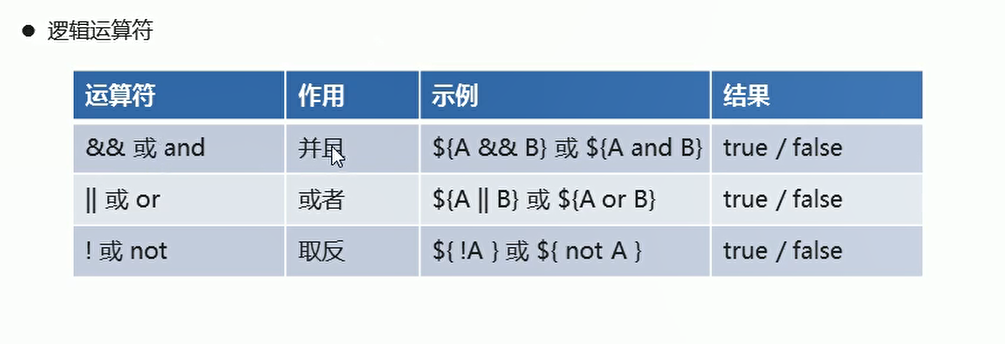 逻辑运算符
运算符 作用 示例 结果
&& 或 and 并且 ${A && B} 或 ${A and B} true / false
|| 或 or 或者 ${A || B} 或 ${A or B} true / false
! 或 not 取反 ${ !A } 或 ${ not A } true / false